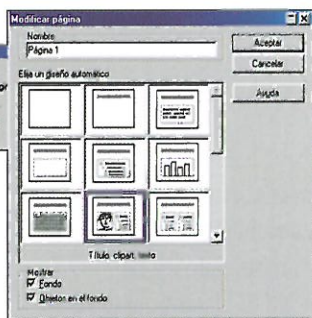 Modificar página
Nombre
Página 1
Aceptar
Cancelar
Ayuda
Elija un diseño automático
Título, clipart, texto
Mostrar
Fondo
Objetos en el fondo